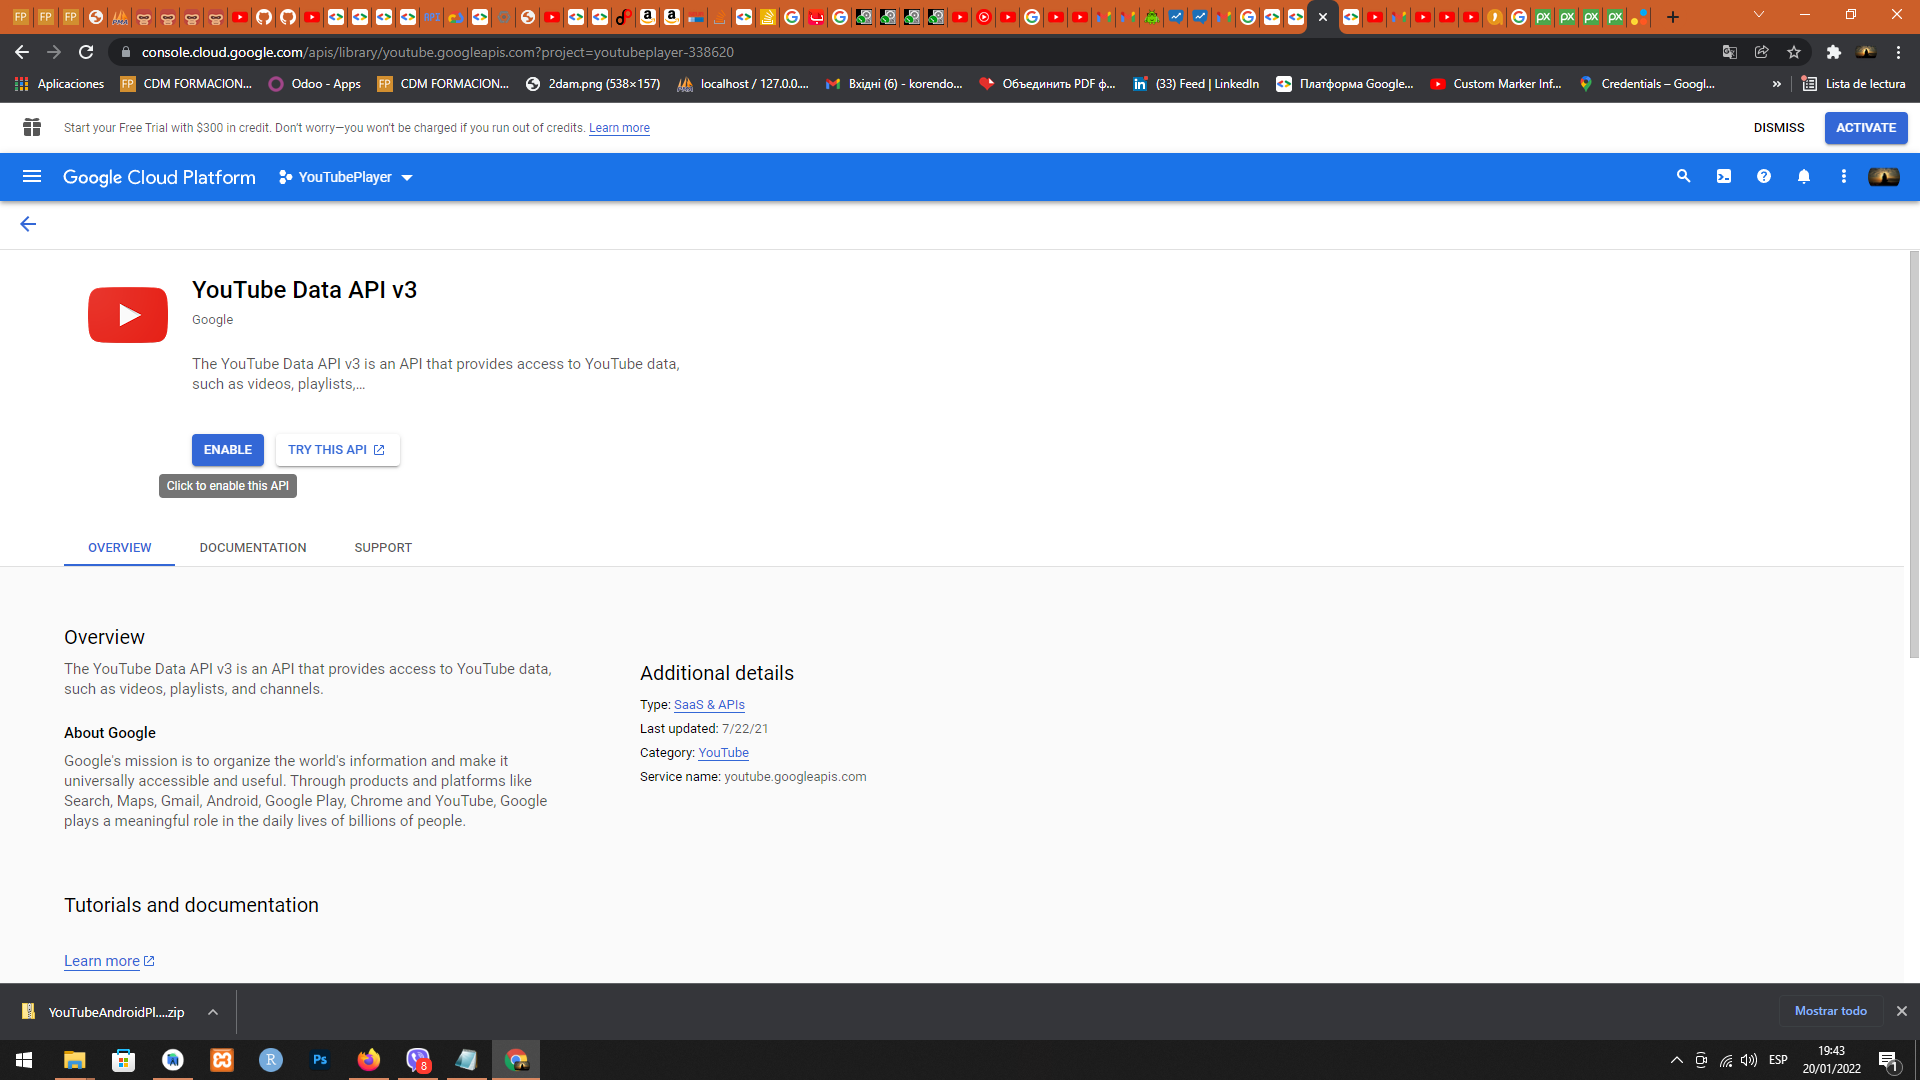 console.cloud.google.com/apis/library/youtube.googleapis.com?project=youtubeplayer-338620
Aplicaciones
CDM FORMACION...
Odoo - Apps
CDM FORMACION...
2dam.png (538×157)
localhost / 127.0.0....
Вхідні (6) - korendo...
Объединить PDF ф...
(33) Feed | LinkedIn
Платформа Google...
Custom Marker Inf...
Credentials – Googl...
»
Lista de lectura
Start your Free Trial with $300 in credit. Don't worry—you won't be charged if you run out of credits. Learn more
DISMISS
ACTIVATE
Google Cloud Platform
YouTubePlayer
YouTube Data API v3
Google
The YouTube Data API v3 is an API that provides access to YouTube data,
such as videos, playlists,...
ENABLE
TRY THIS API
Click to enable this API
OVERVIEW
DOCUMENTATION
SUPPORT
Overview
The YouTube Data API v3 is an API that provides access to YouTube data,
such as videos, playlists, and channels.
About Google
Google's mission is to organize the world's information and make it
universally accessible and useful. Through products and platforms like
Search, Maps, Gmail, Android, Google Play, Chrome and YouTube, Google
plays a meaningful role in the daily lives of billions of people.
Additional details
Type: SaaS & APIs
Last updated: 7/22/21
Category: YouTube
Service name: youtube.googleapis.com
Tutorials and documentation
Learn more
YouTubeAndroidPl....zip
Mostrar todo
R
Ps
8
ESP
19:43
20/01/2022
1